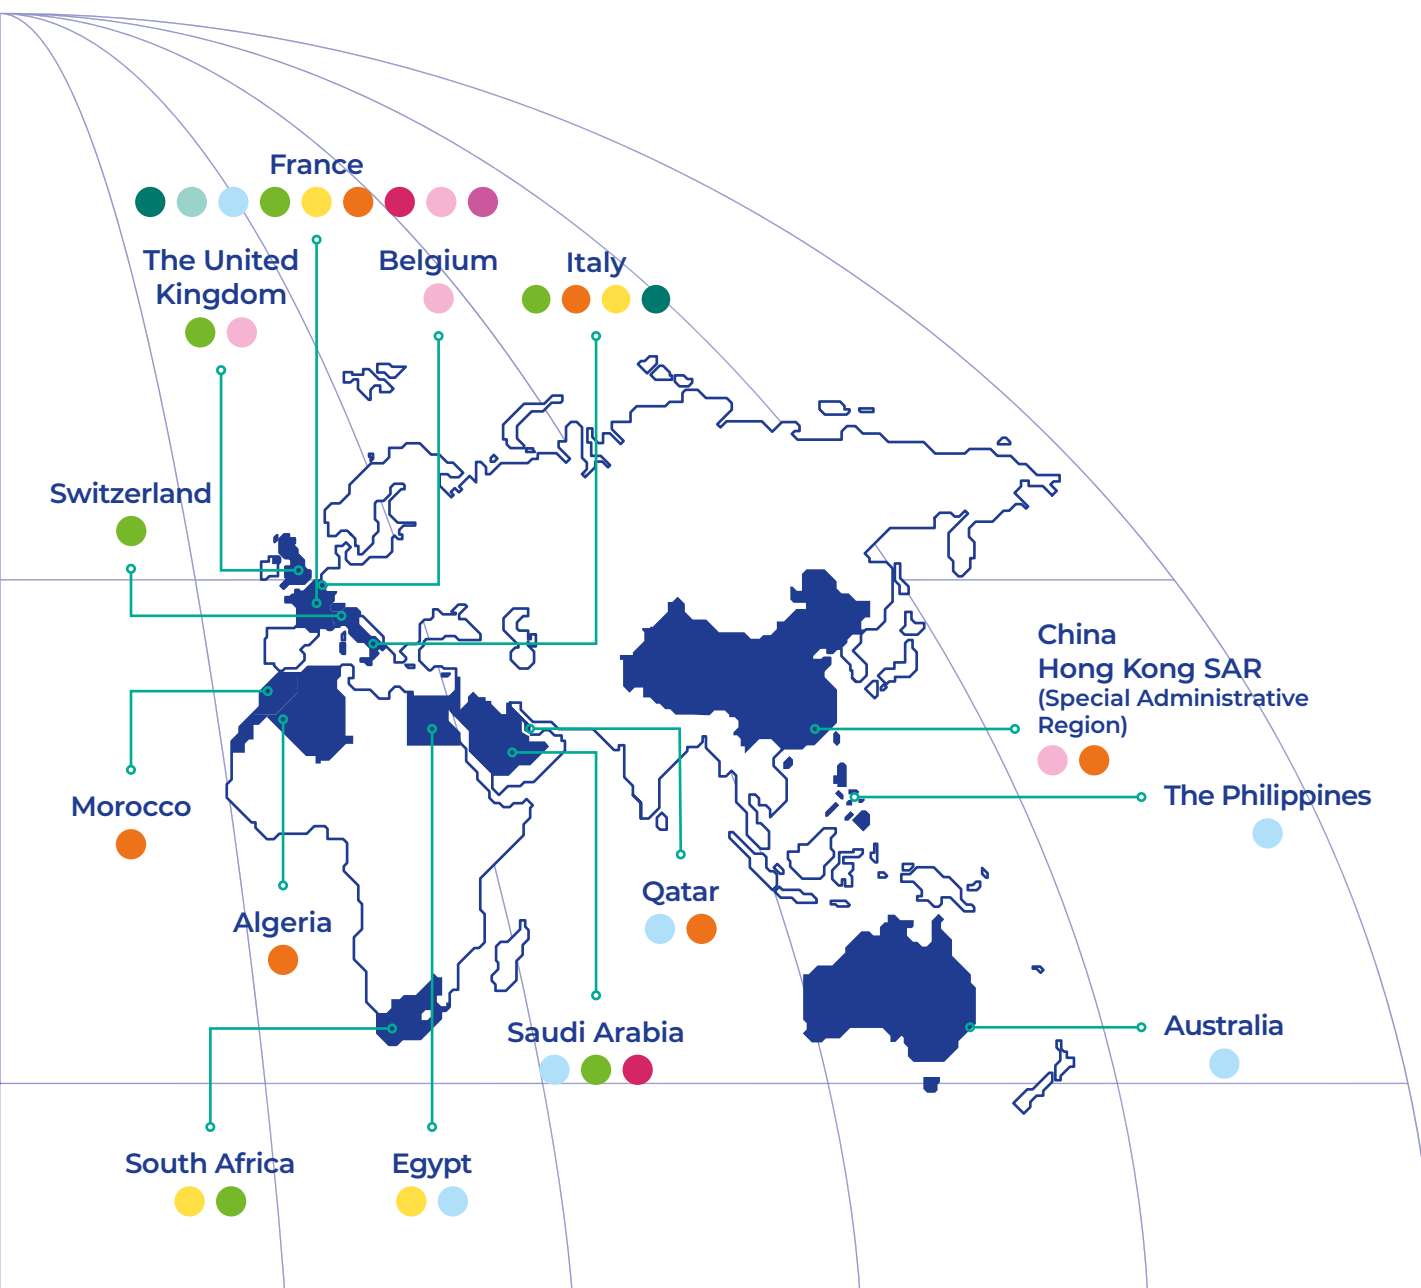 France
The United
Kingdom
Belgium
Italy
Switzerland
China
Hong Kong SAR
(Special Administrative
Region)
Morocco
The Philippines
Qatar
Algeria
Saudi Arabia
Australia
South Africa
Egypt